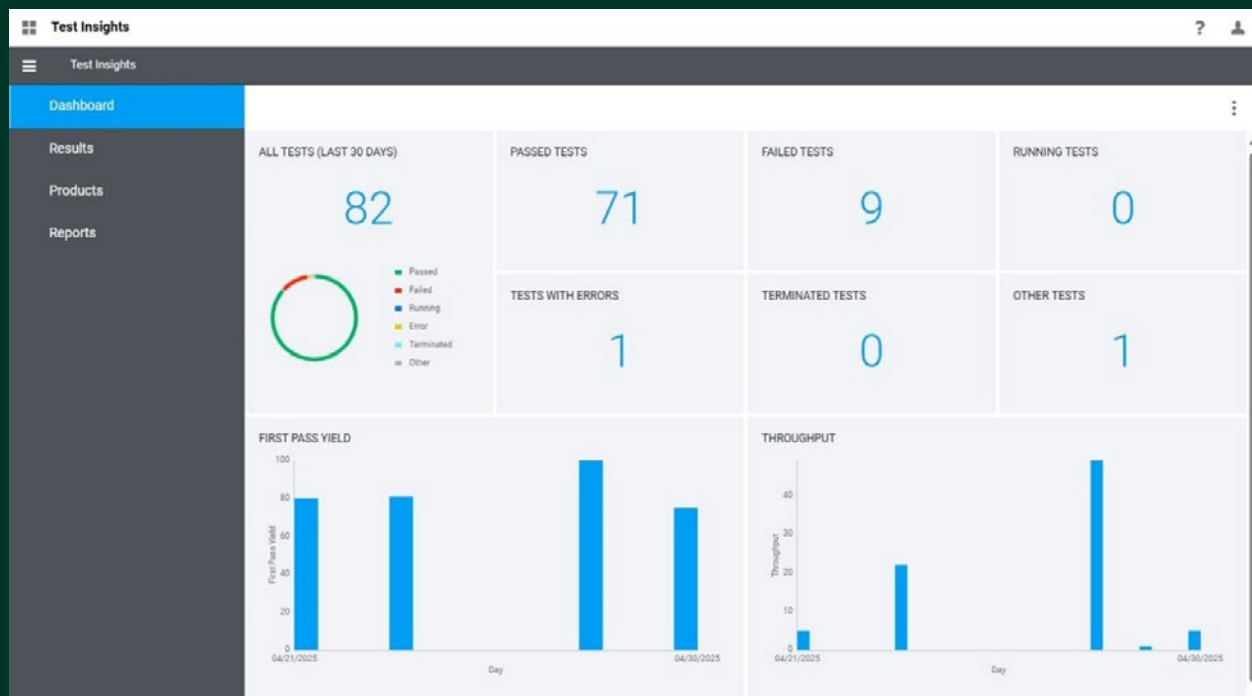 Test Insights
?
Test Insights
Dashboard
Results
Products
Reports
ALL TESTS (LAST 30 DAYS)
82
Passed
Failed
Running
Error
Terminated
Other
PASSED TESTS
71
FAILED TESTS
9
RUNNING TESTS
0
TESTS WITH ERRORS
1
TERMINATED TESTS
0
OTHER TESTS
1
FIRST PASS YIELD
100
80
60
40
20
0
First Pass Yield
04/21/2025
04/30/2025
Day
THROUGHPUT
40
30
20
10
0
Throughput
04/21/2025
04/30/2025
Day